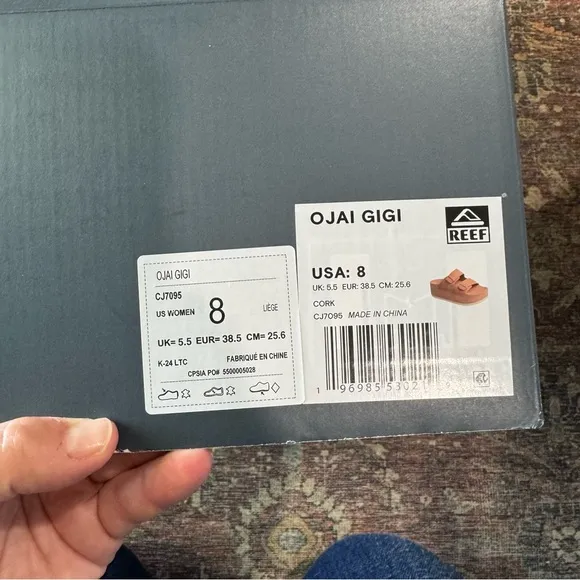 OJAI GIGI
CJ7095
US WOMEN 8 LIÈGE
UK= 5.5 EUR= 38.5 CM= 25.6
K-24 LTC FABRIQUÉ EN CHINE
CPSIA PO# 5500005028
OJAI GIGI
REEF
USA: 8
UK: 5.5 EUR: 38.5 CM: 25.6
CORK
CJ7095 MADE IN CHINA
1 96985 5302